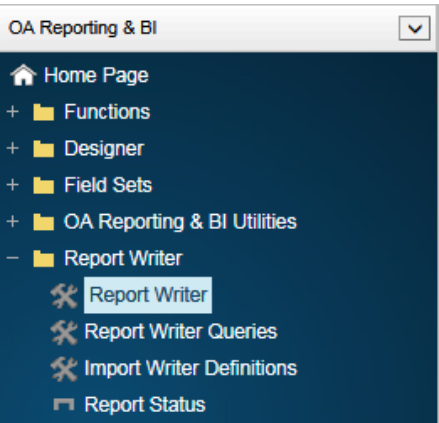 OA Reporting & BI
Home Page
Functions
Designer
Field Sets
OA Reporting & BI Utilities
Report Writer
Report Writer
Report Writer Queries
Import Writer Definitions
Report Status